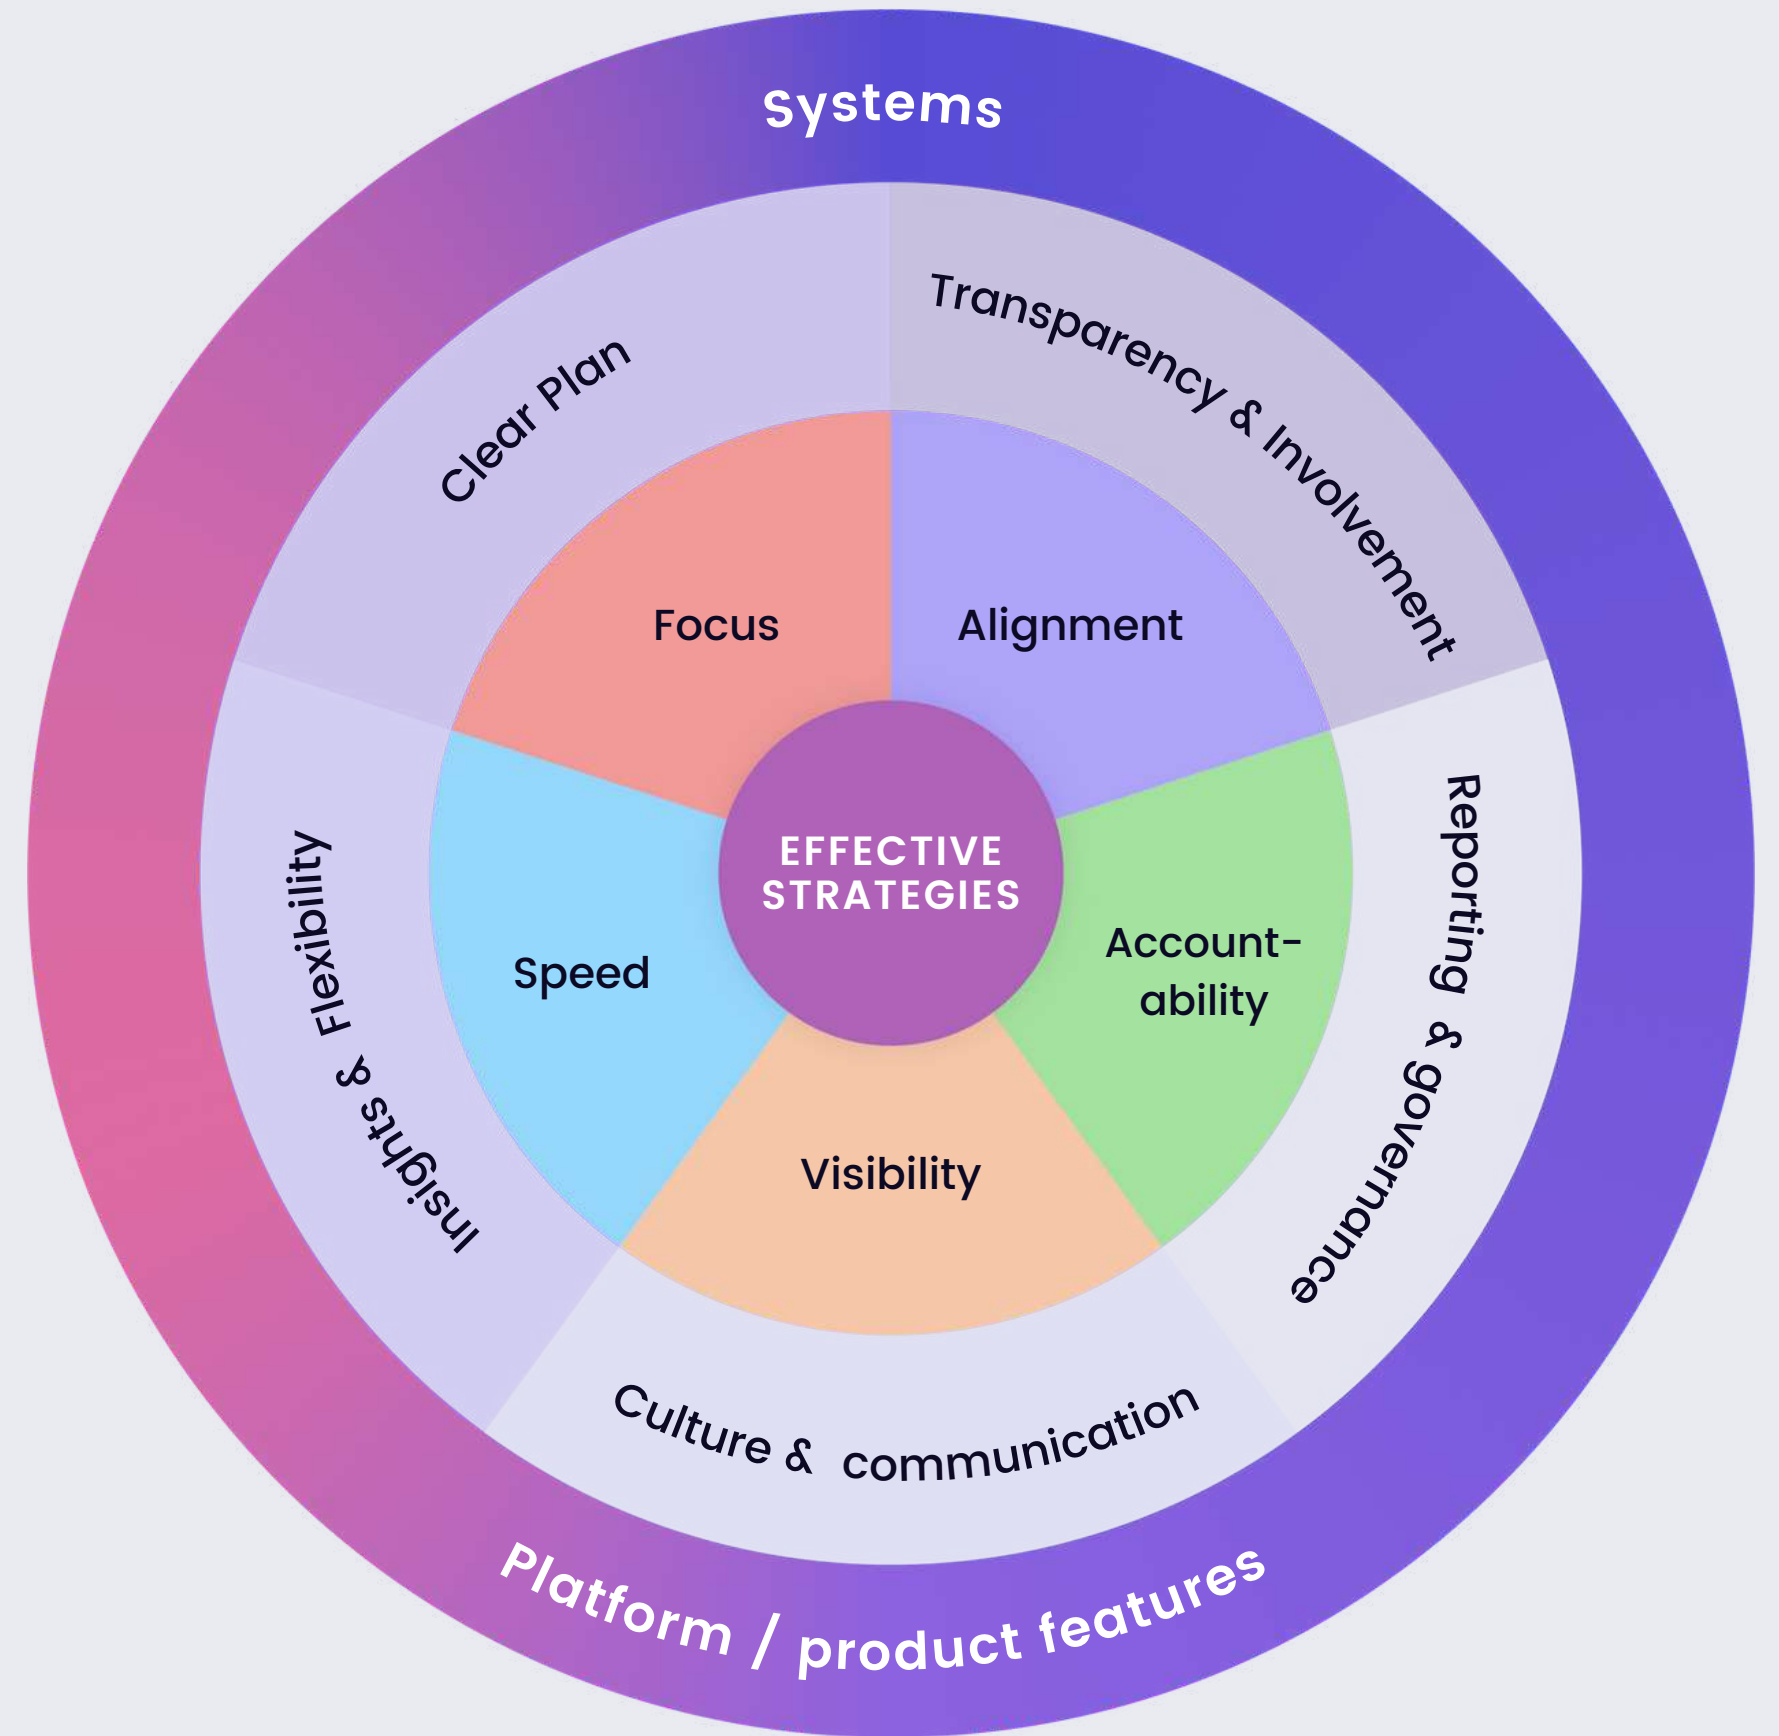 Systems
Clear Plan
Transparency & Involvement
Focus
Alignment
EFFECTIVE
STRATEGIES
Speed
Account-
ability
Insights & Flexibility
Reporting & governance
Visibility
Culture & communication
Platform / product features